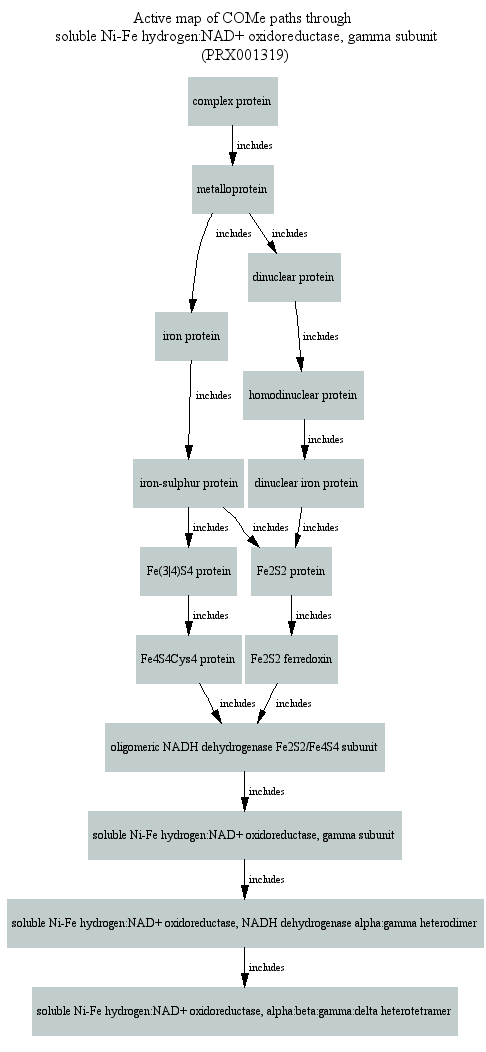 Active map of COMe paths through
soluble Ni-Fe hydrogen:NAD+ oxidoreductase, gamma subunit
(PRX001319)
complex protein
includes
metalloprotein
includes
includes
dinuclear protein
iron protein
includes
includes
homodinuclear protein
includes
iron-sulphur protein
dinuclear iron protein
includes
includes
includes
Fe(3|4)S4 protein
Fe2S2 protein
includes
includes
Fe4S4Cys4 protein
Fe2S2 ferredoxin
includes
includes
oligomeric NADH dehydrogenase Fe2S2/Fe4S4 subunit
includes
soluble Ni-Fe hydrogen:NAD+ oxidoreductase, gamma subunit
includes
soluble Ni-Fe hydrogen:NAD+ oxidoreductase, NADH dehydrogenase alpha:gamma heterodimer
includes
soluble Ni-Fe hydrogen:NAD+ oxidoreductase, alpha:beta:gamma:delta heterotetramer